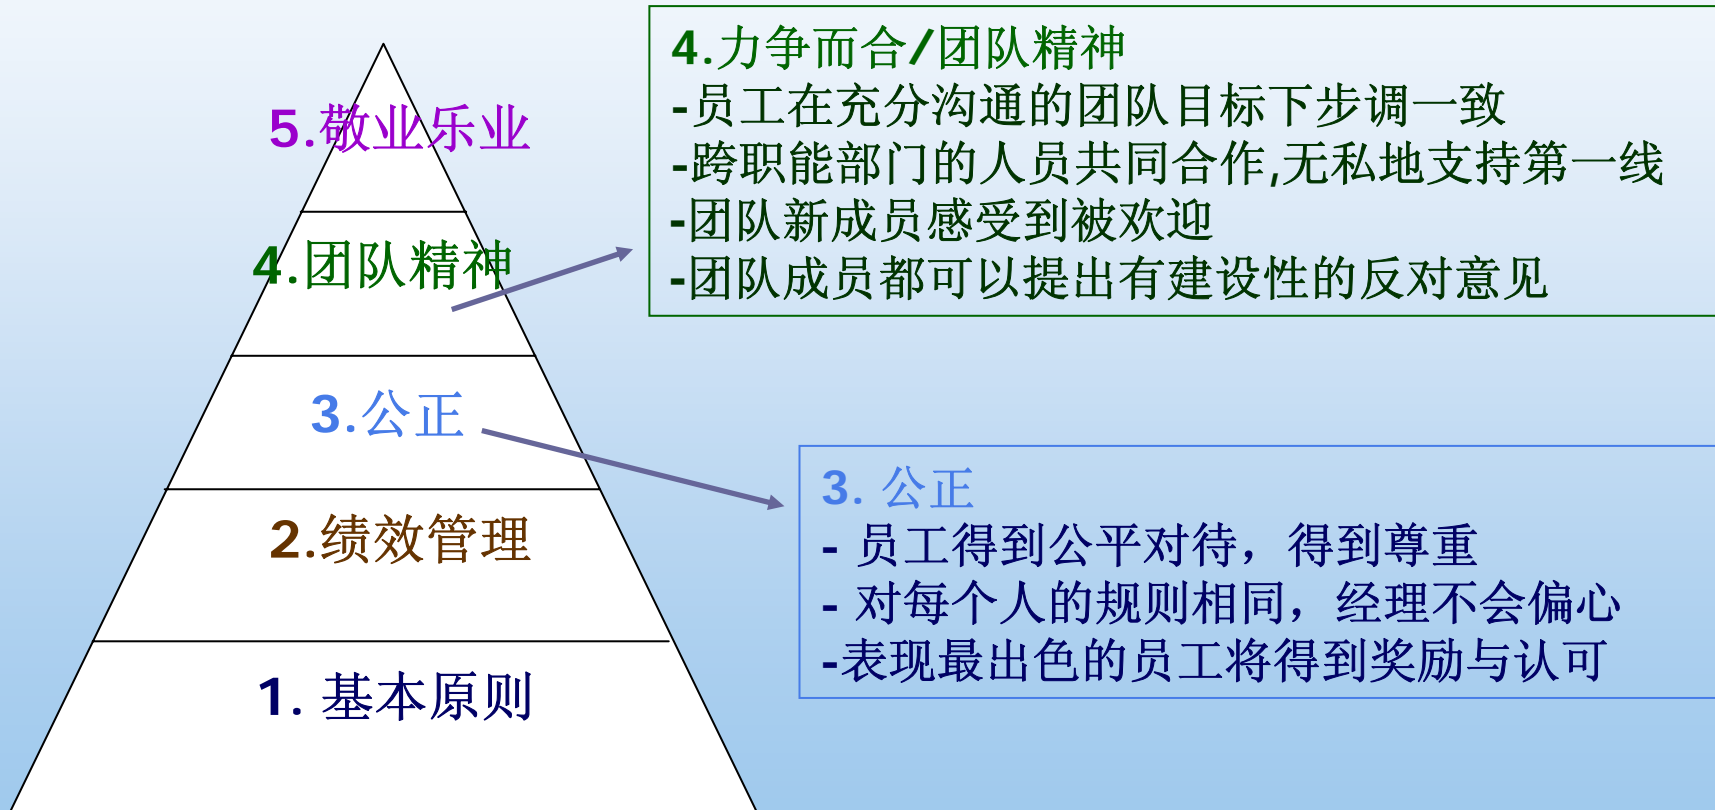 5.敬业乐业
4.团队精神
3.公正
2.绩效管理
1. 基本原则
4.力争而合/团队精神
-员工在充分沟通的团队目标下步调一致
-跨职能部门的人员共同合作,无私地支持第一线
-团队新成员感受到被欢迎
-团队成员都可以提出有建设性的反对意见
3. 公正
- 员工得到公平对待，得到尊重
- 对每个人的规则相同，经理不会偏心
-表现最出色的员工将得到奖励与认可